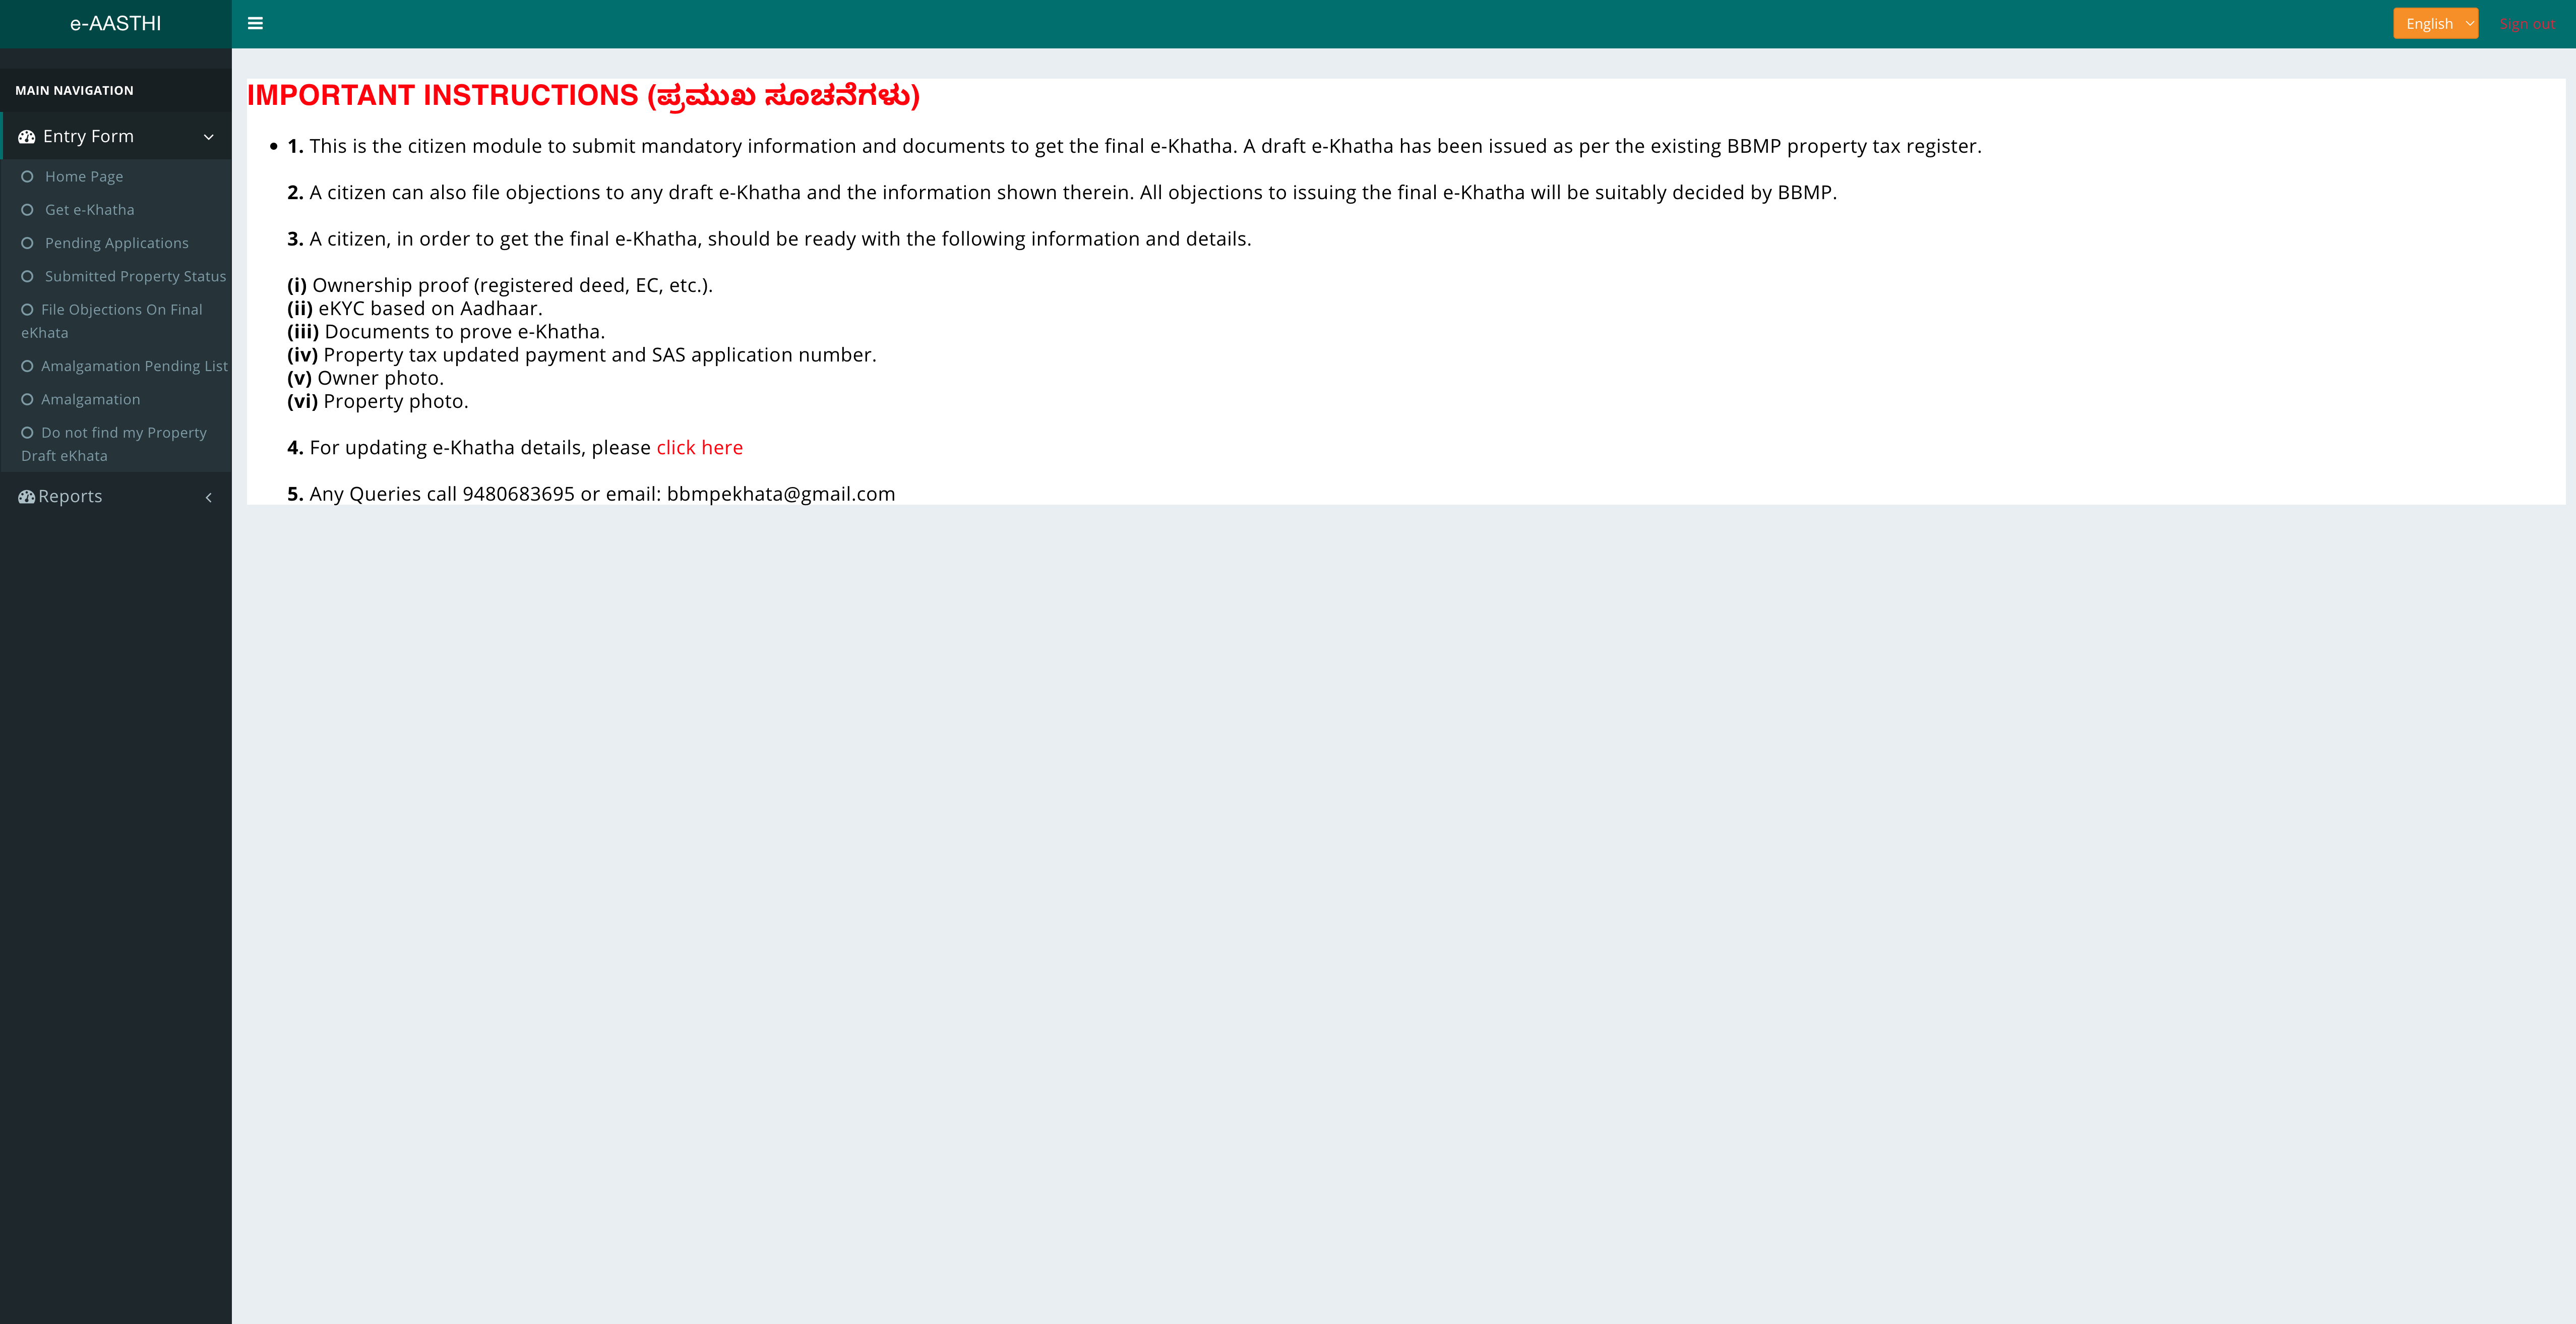 e-AASTHI
English
Sign out
MAIN NAVIGATION
Entry Form
Home Page
Get e-Khatha
Pending Applications
Submitted Property Status
File Objections On Final
eKhata
Amalgamation Pending List
Amalgamation
Do not find my Property
Draft eKhata
Reports
IMPORTANT INSTRUCTIONS (ಪ್ರಮುಖ ಸೂಚನೆಗಳು)
1. This is the citizen module to submit mandatory information and documents to get the final e-Khatha. A draft e-Khatha has been issued as per the existing BBMP property tax register.
2. A citizen can also file objections to any draft e-Khatha and the information shown therein. All objections to issuing the final e-Khatha will be suitably decided by BBMP.
3. A citizen, in order to get the final e-Khatha, should be ready with the following information and details.
(i) Ownership proof (registered deed, EC, etc.).
(ii) eKYC based on Aadhaar.
(iii) Documents to prove e-Khatha.
(iv) Property tax updated payment and SAS application number.
(v) Owner photo.
(vi) Property photo.
4. For updating e-Khatha details, please click here
5. Any Queries call 9480683695 or email: bbmpekhata@gmail.com